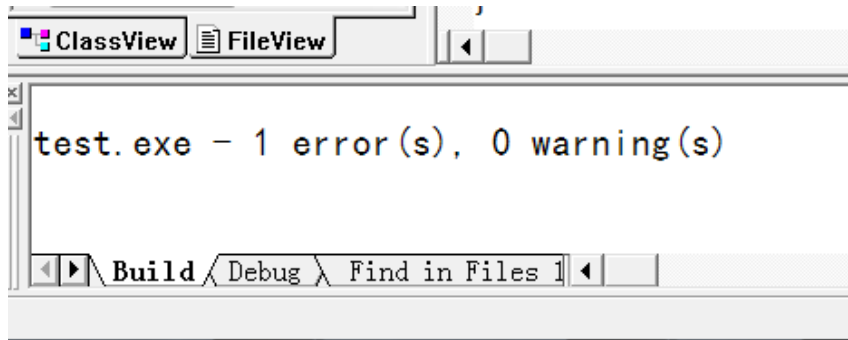 ClassView FileView
test.exe - 1 error(s), 0 warning(s)
Build Debug Find in Files 1